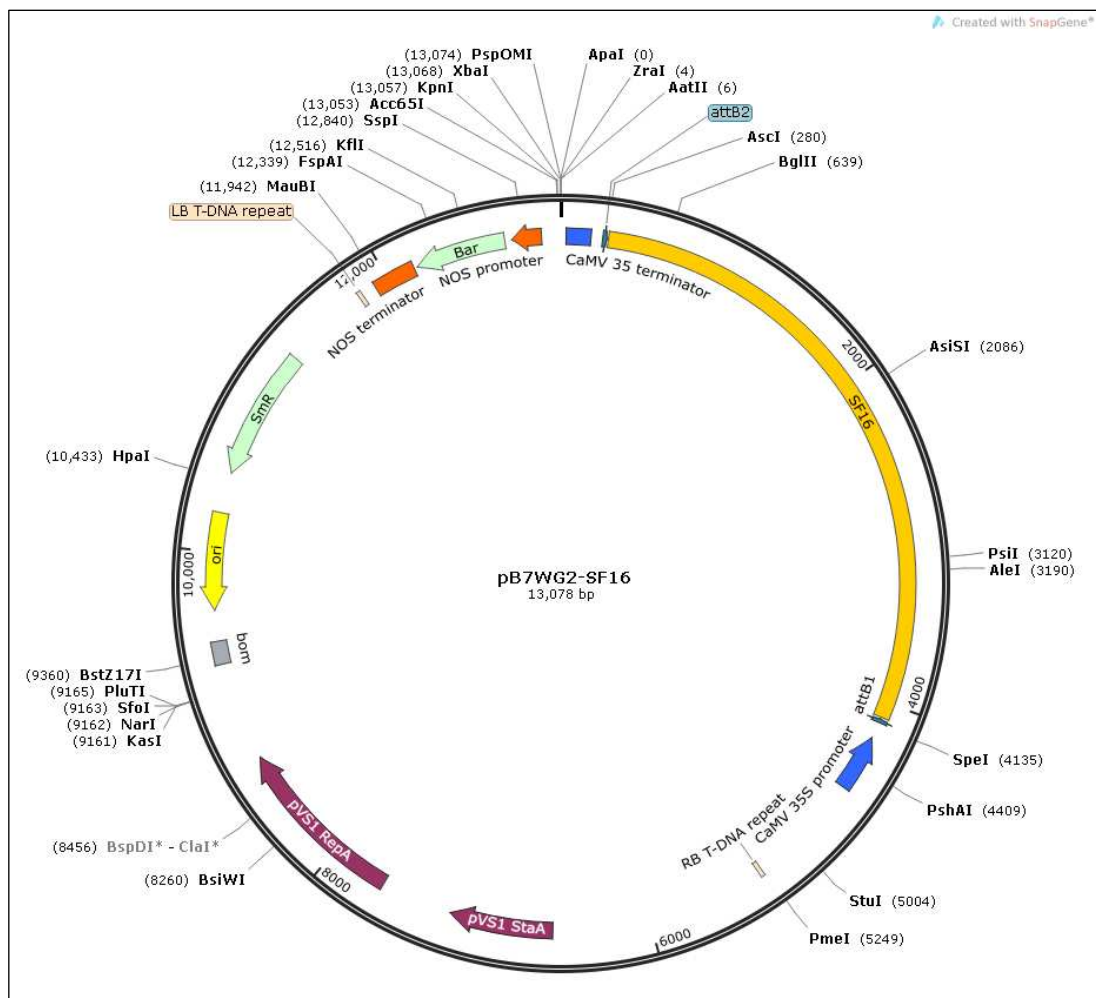 Created with SnapGene®
(13,074) PspOMI
(13,068) XbaI
(13,057) KpnI
(13,053) Acc65I
(12,840) SspI
(12,516) KflI
(12,339) FspAI
(11,942) MauBI
LB T-DNA repeat
ApaI (0)
ZraI (4)
AatII (6)
attB2
AscI (280)
BglII (639)
Bar
NOS promoter
CaMV 35 terminator
NOS terminator
12,000
2000
AsiSI (2086)
SF16
SmR
(10,433) HpaI
ori
10,000
PsiI (3120)
AleI (3190)
pB7WG2-SF16
13,078 bp
bom
(9360) BstZ17I
(9165) PluTI
(9163) SfoI
(9162) NarI
(9161) KasI
attB1
4000
SpeI (4135)
CaMV 35S promoter
PshAI (4409)
RB T-DNA repeat
pVS1 RepA
(8456) BspDI* - ClaI*
(8260) BsiWI
8000
StuI (5004)
pVS1 StaA
PmeI (5249)
6000